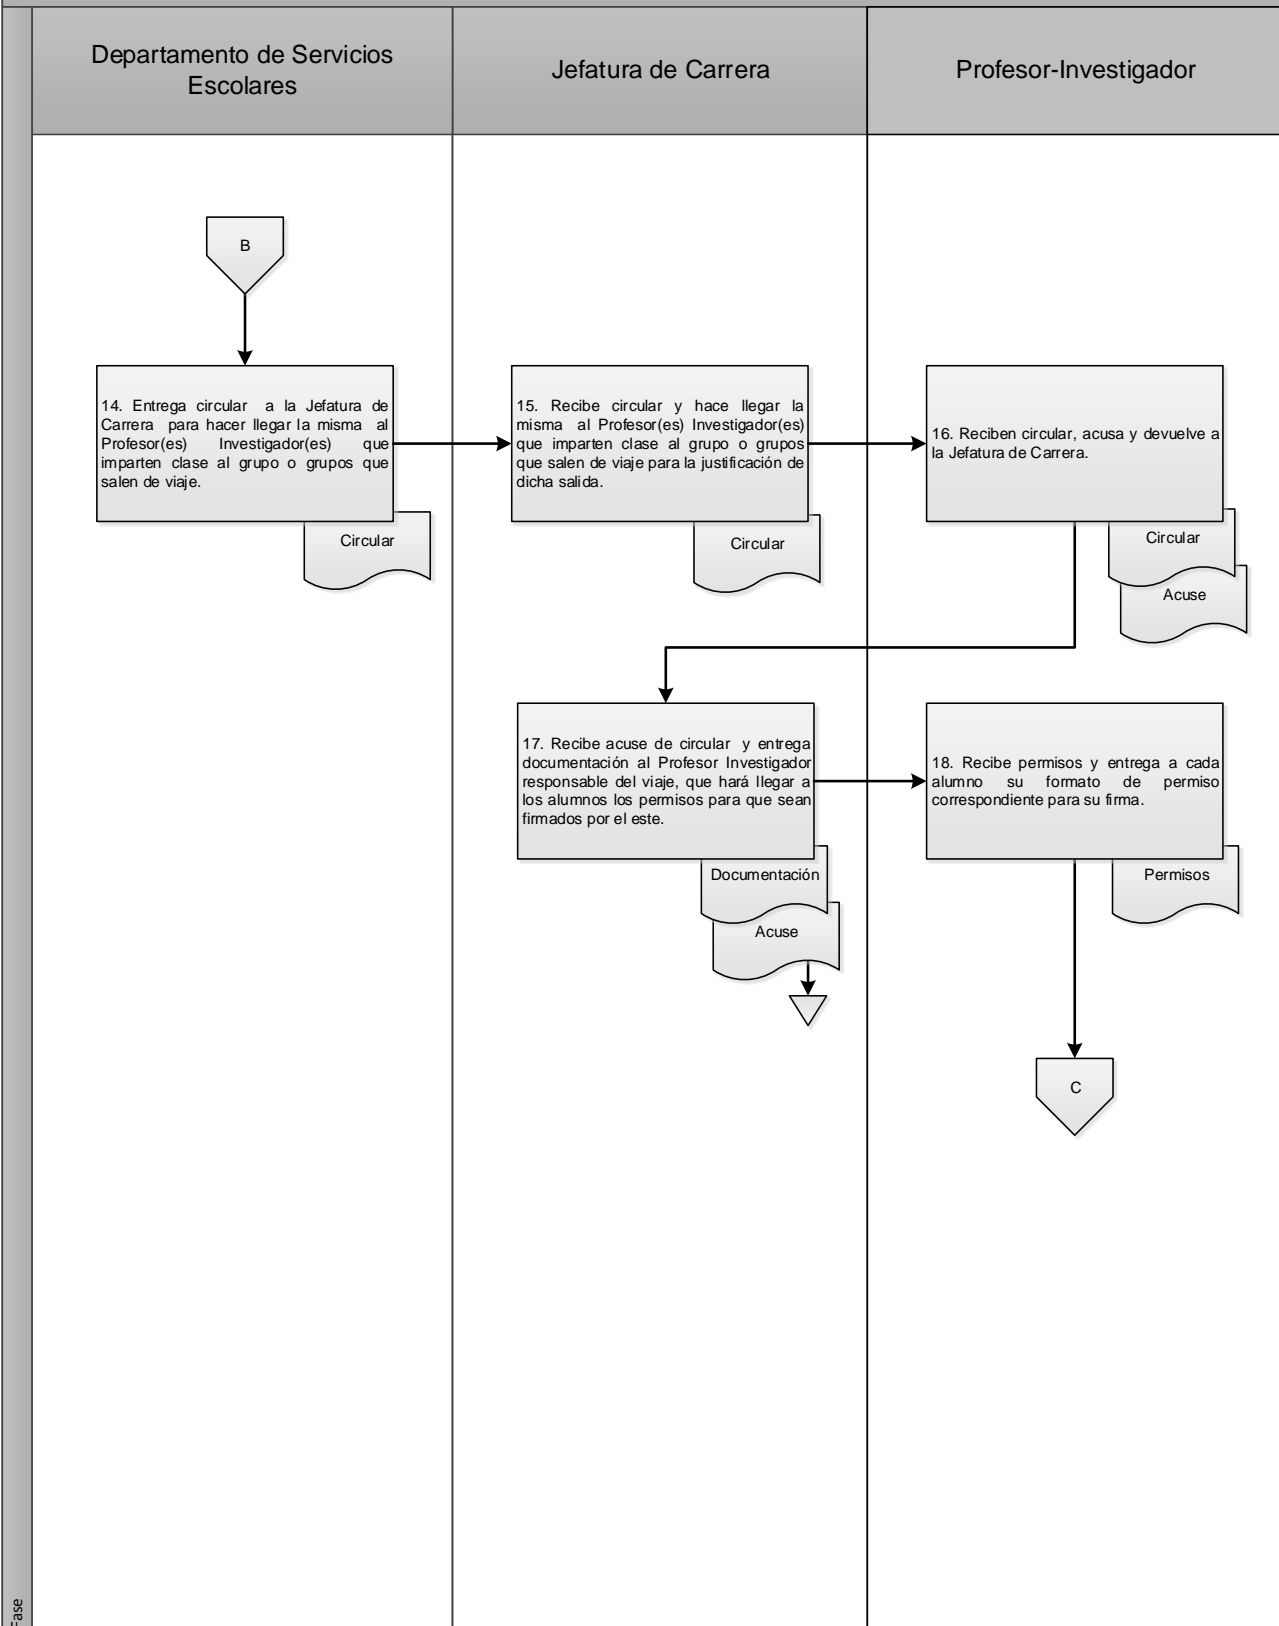 Departamento de Servicios
Escolares
Jefatura de Carrera
Profesor-Investigador
B
14. Entrega circular a la Jefatura de
Carrera para hacer llegar la misma al
Profesor(es) Investigador(es) que
imparten clase al grupo o grupos que
salen de viaje.
Circular
15. Recibe circular y hace llegar la
misma al Profesor(es) Investigador(es)
que imparten clase al grupo o grupos
que salen de viaje para la justificación de
dicha salida.
Circular
16. Reciben circular, acusa y devuelve a
la Jefatura de Carrera.
Circular
Acuse
17. Recibe acuse de circular y entrega
documentación al Profesor Investigador
responsable del viaje, que hará llegar a
los alumnos los permisos para que sean
firmados por el este.
Documentación
Acuse
18. Recibe permisos y entrega a cada
alumno su formato de permiso
correspondiente para su firma.
Permisos
C
Fase